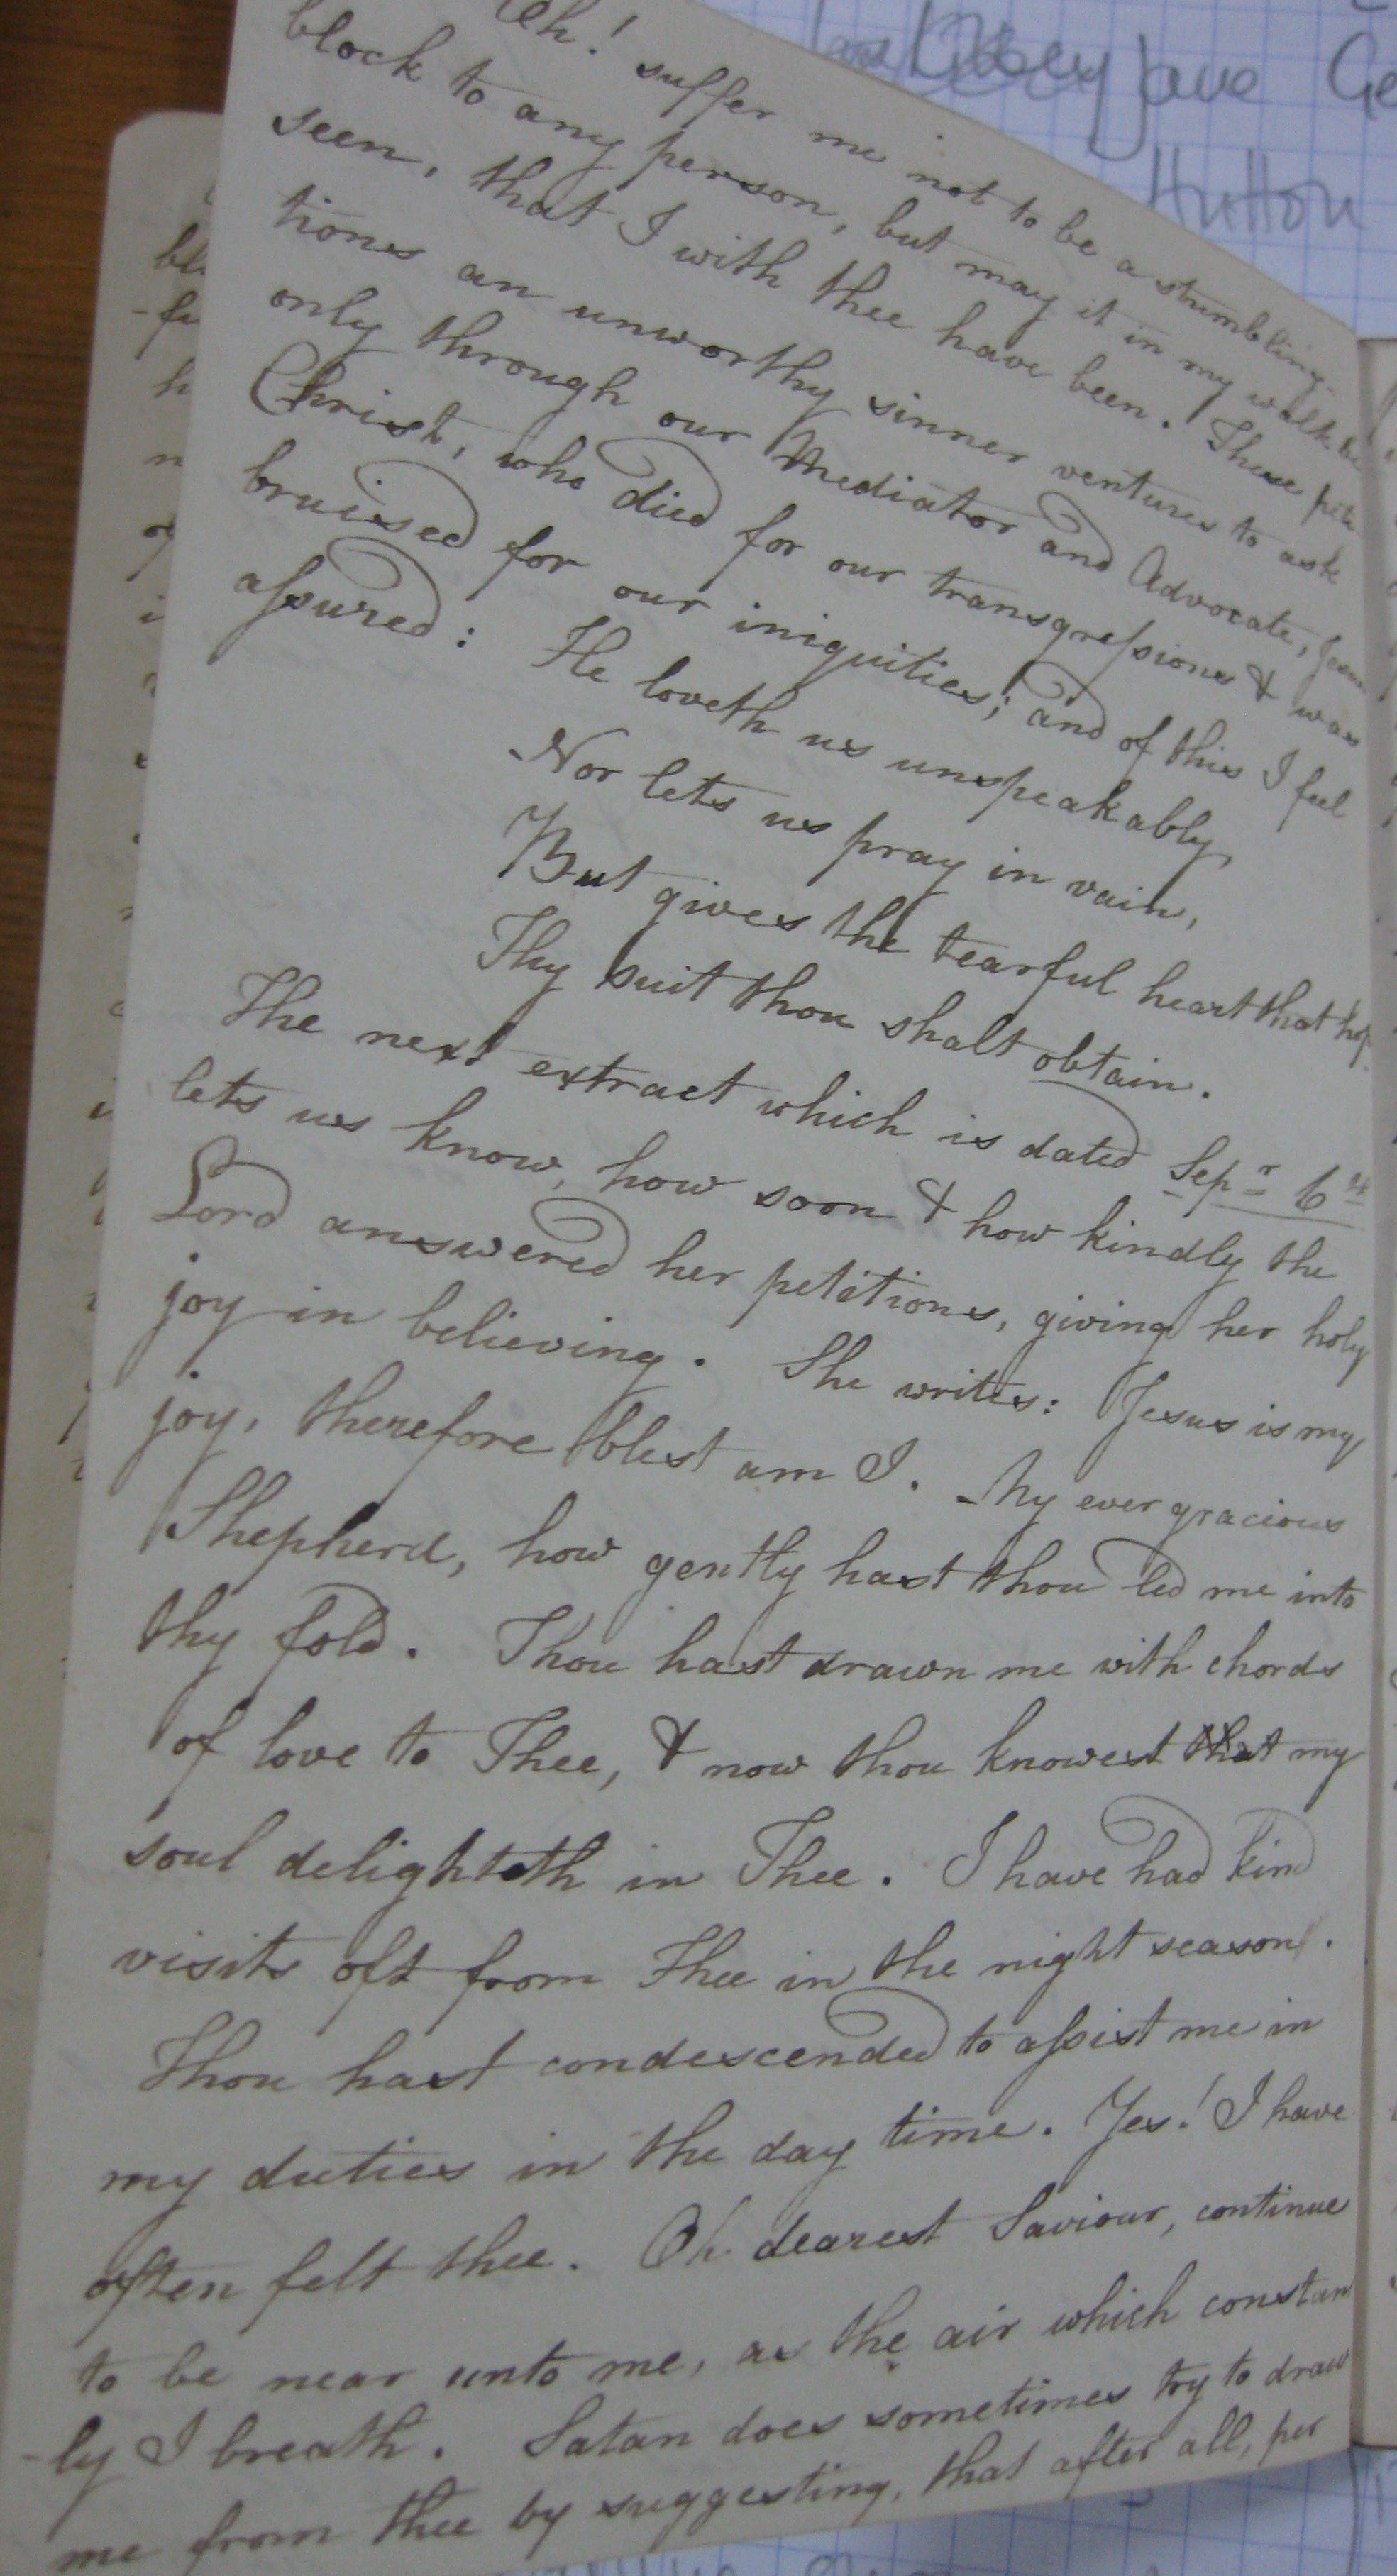 Oh! suffer me not to be a stumbling-
block to any person, but may it in my walk be
seen, that I with thee have been. These peti
tions an unworthy sinner ventures to ask
only through our Mediator and Advocate, Jesus
Christ, who died for our transgressions & was
bruised for our iniquities; and of this I feel
assured:
He loveth us unspeakably,
Nor lets us pray in vain,
But gives the tearful heart that hop
Thy suit thou shalt obtain.
The next extract which is dated Sepr 6th
lets us know, how soon & how kindly the
Lord answered her petitions, giving her holy
joy in believing. She writes: Jesus is my
joy, therefore blest am I. My ever gracious
Shepherd, how gently hast thou led me into
thy fold. Thou hast drawn me with chords
of love to Thee, & now thou knowest that my
soul delighteth in Thee. I have had kind
visits oft from Thee in the night season.
Thou hast condescended to assist me in
my duties in the day time. Yes! I have
often felt thee. Oh dearest Saviour, continue
to be near unto me, as the air which constant
-ly I breath. Satan does sometimes try to draw
me from thee by suggesting, that after all, per
Jane
Hutton